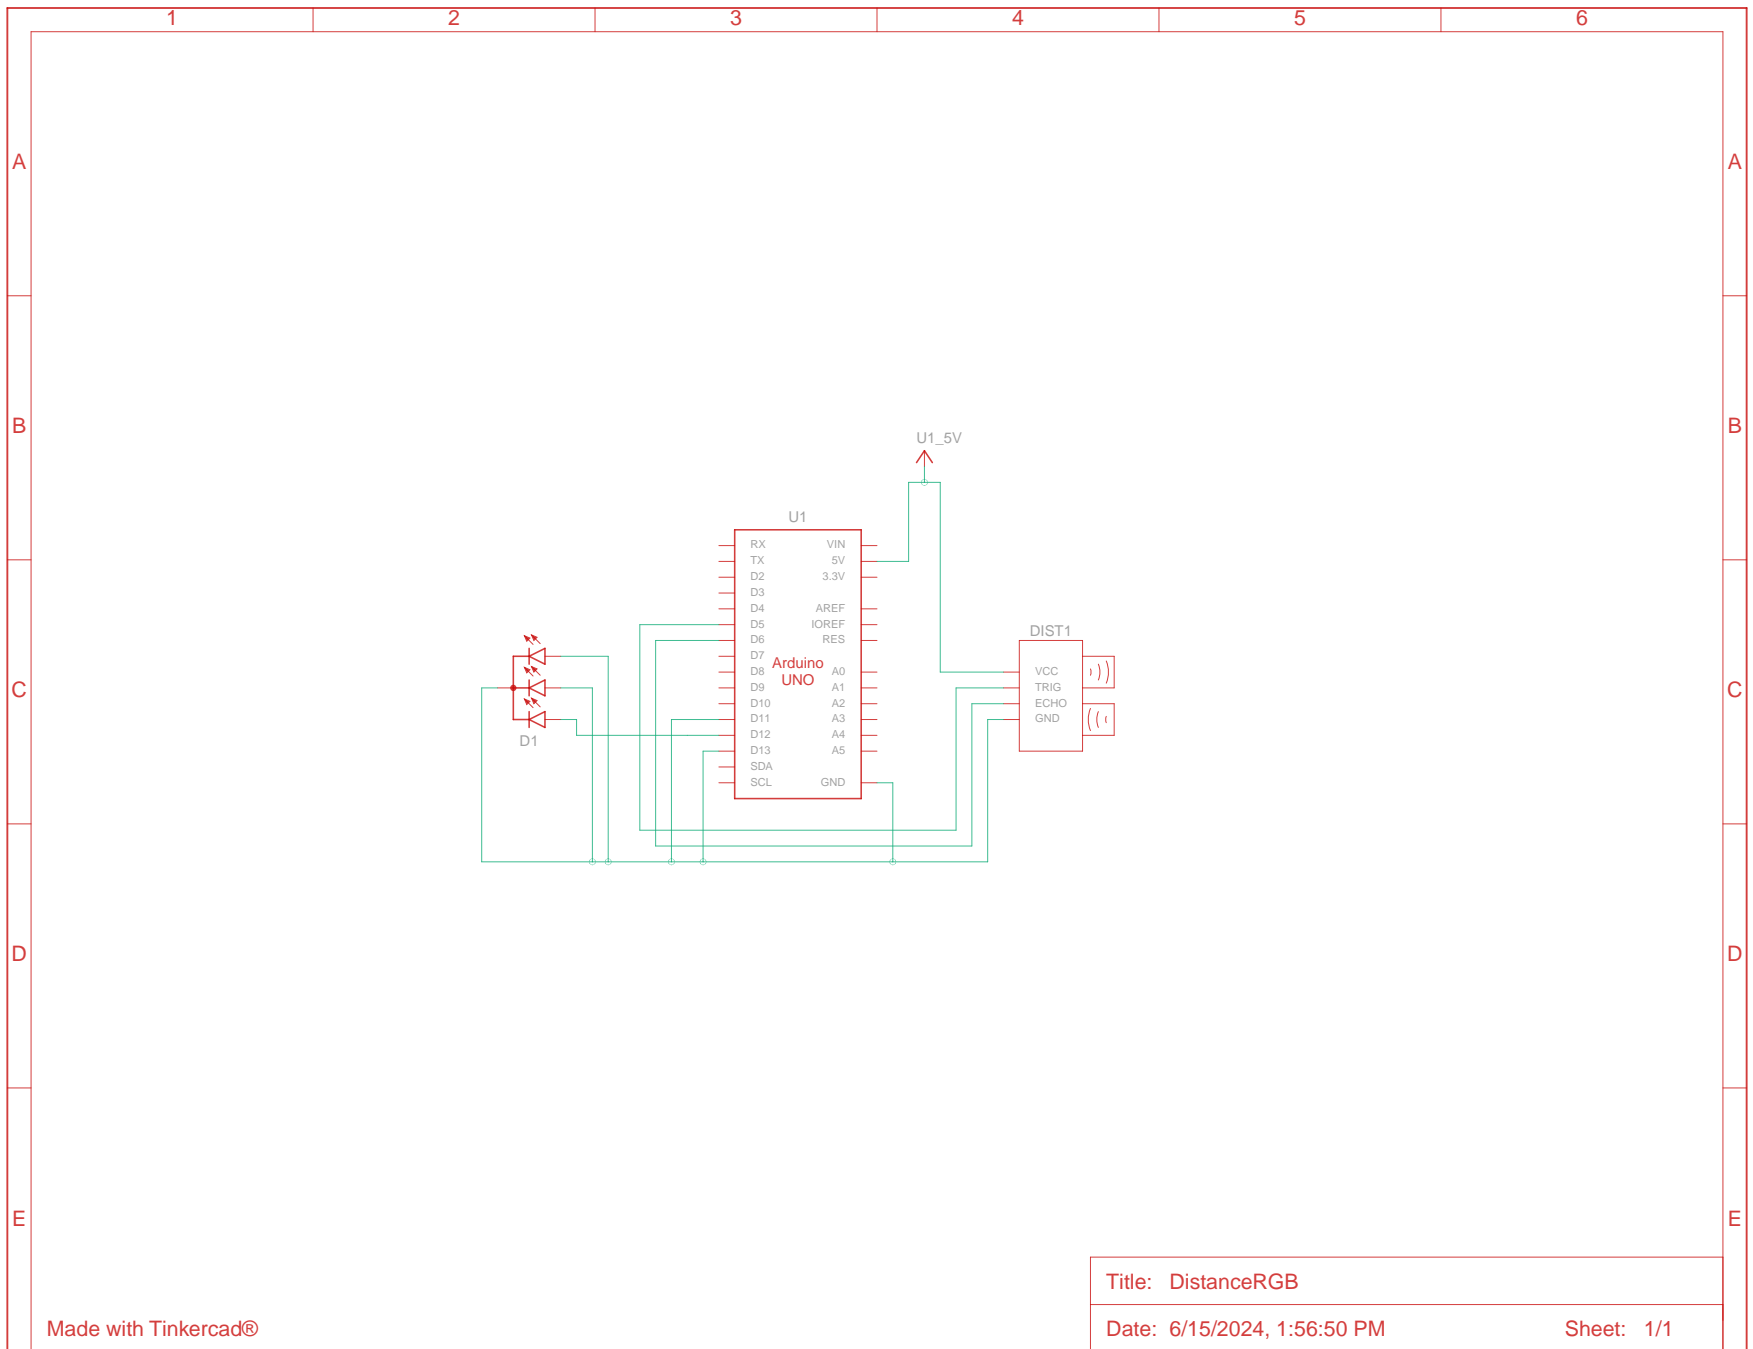 1 2 3 4 5 6
A A
B B
U1_5V
U1
RX VIN
TX 5V
D2 3.3V
D3
D4 AREF
D5 IOREF
D6 RES
DIST1
D7
Arduino
D8 A0 VCC
UNO
C C
D9 A1 TRIG
D10 A2 ECHO
D11 A3 GND
D12 A4
D1
D13 A5
SDA
SCL GND
D D
E E
Title: DistanceRGB
Made with Tinkercad®
Date: 6/15/2024, 1:56:50 PM Sheet: 1/1